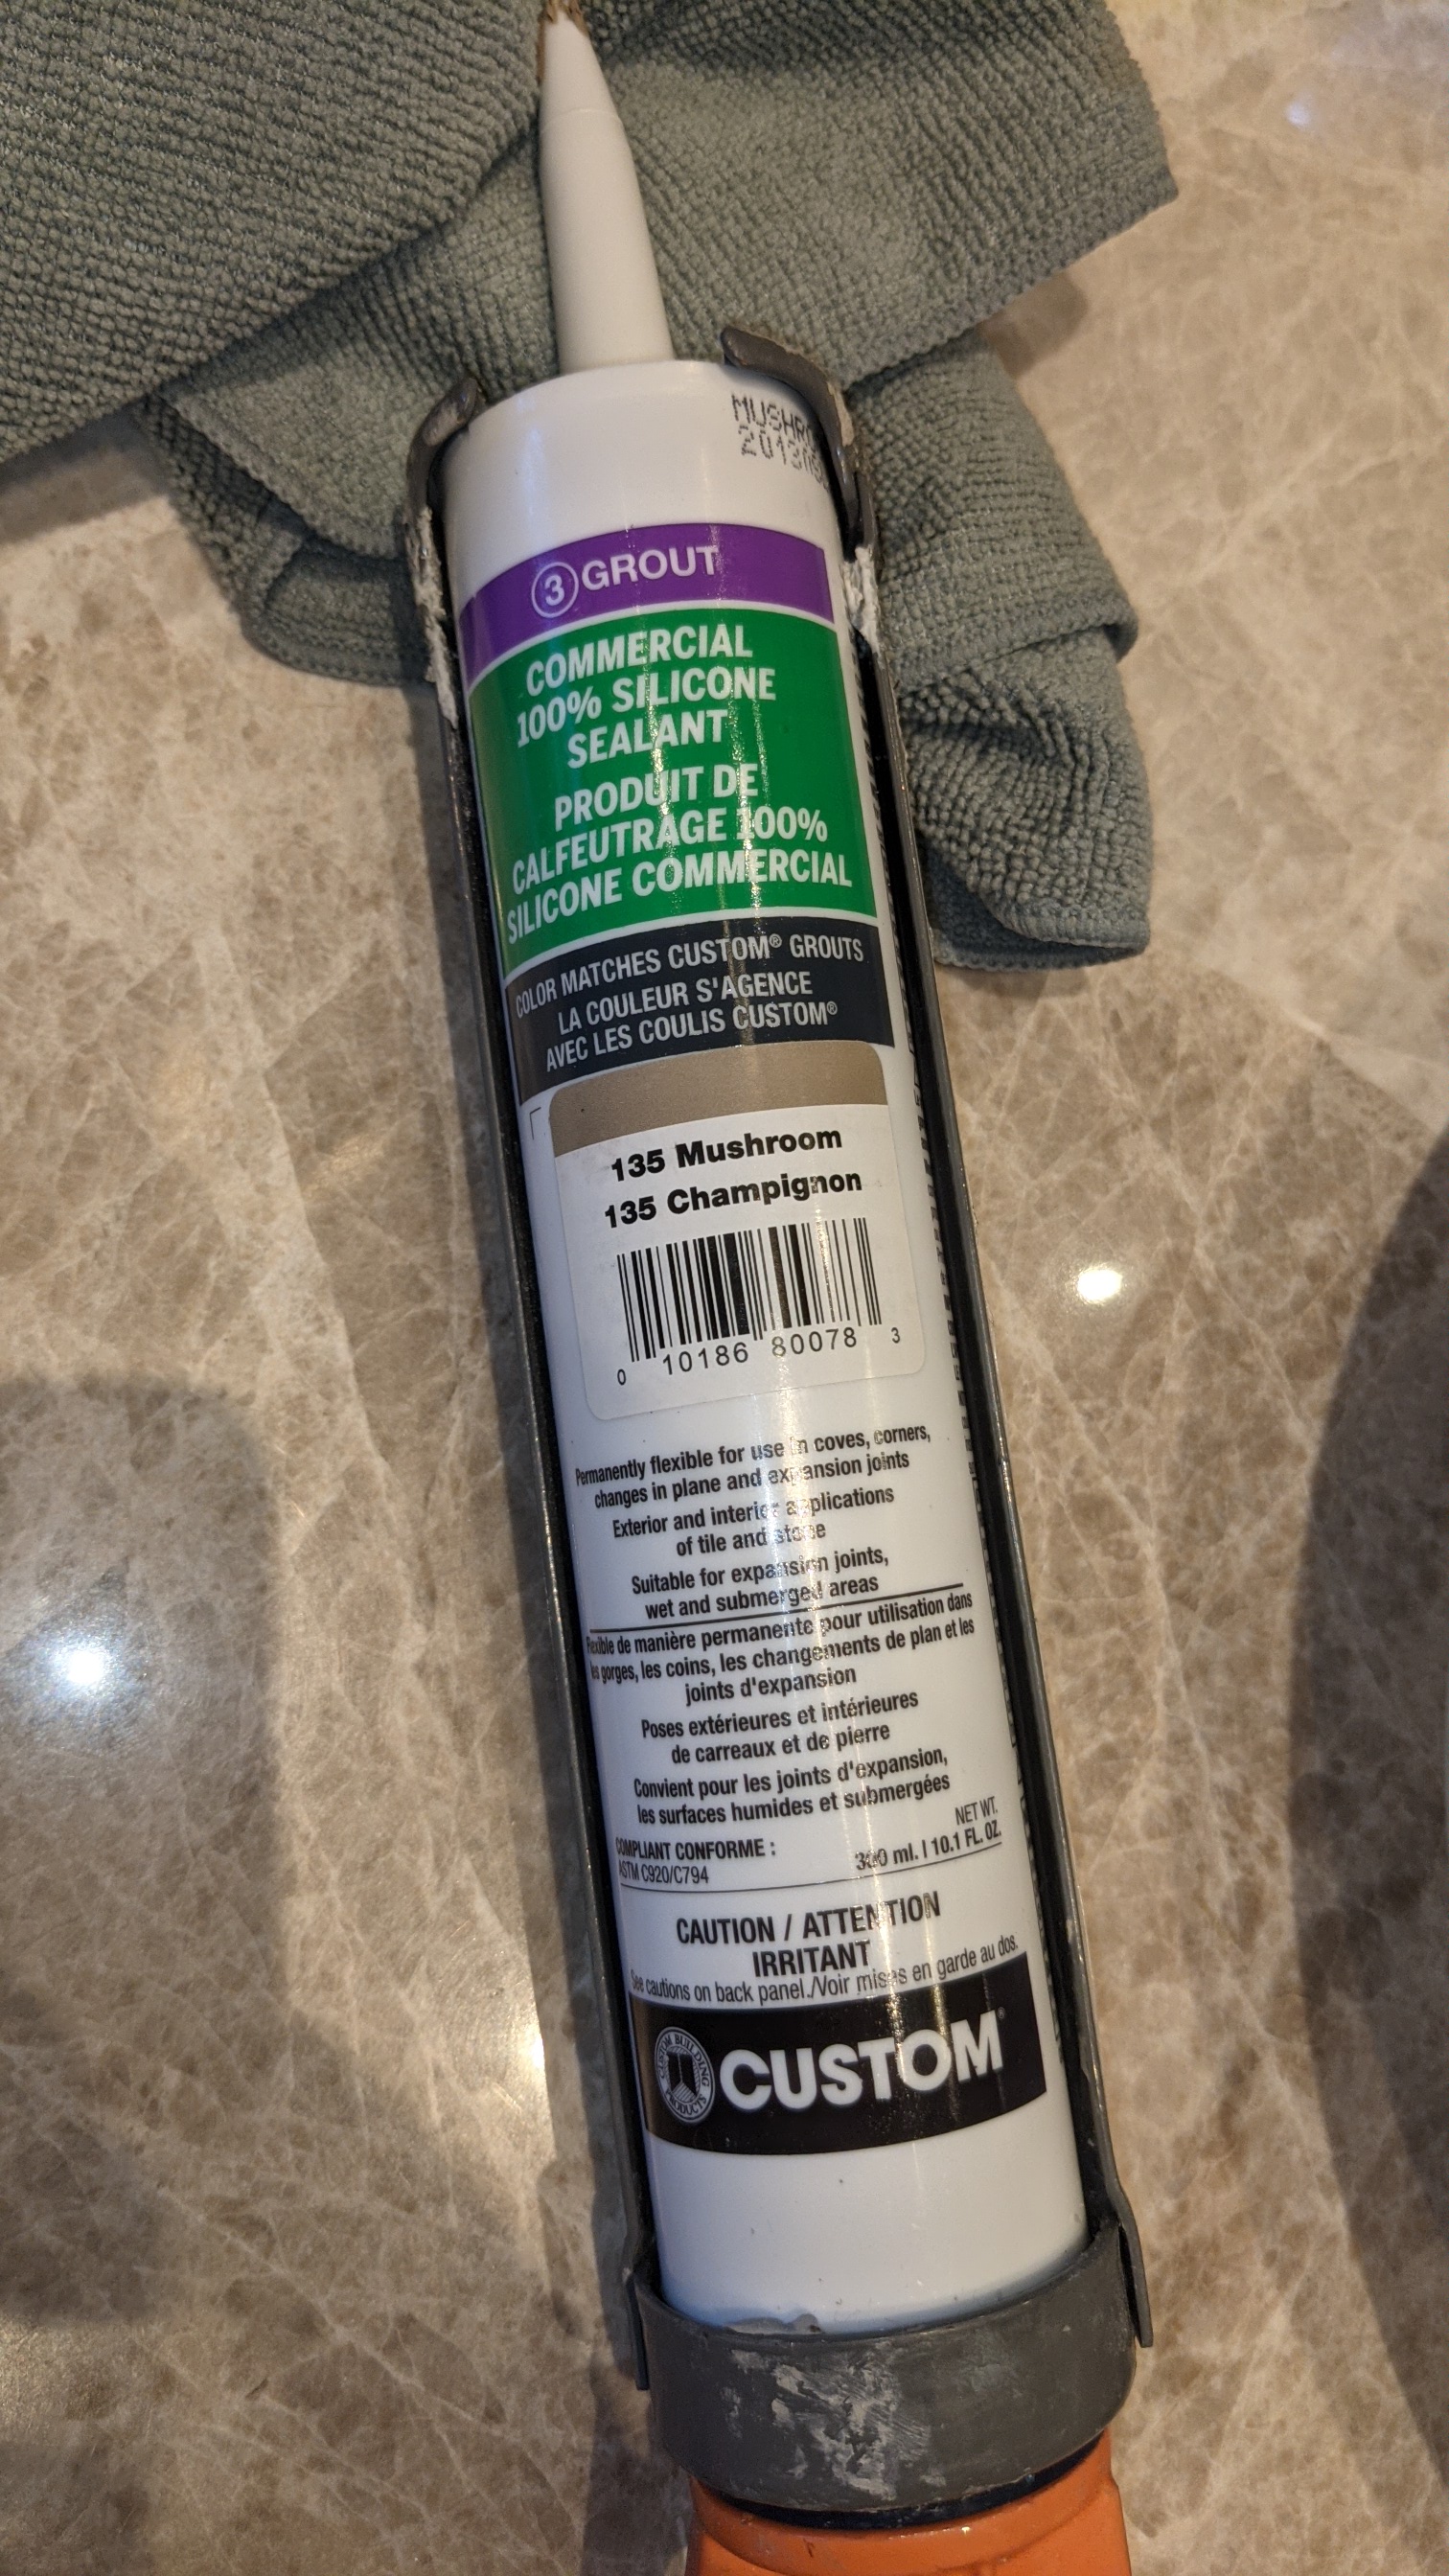 3 GROUT
COMMERCIAL
100% SILICONE
SEALANT
PRODUIT DE
CALFEUTRAGE 100%
SILICONE COMMERCIAL
COLOR MATCHES CUSTOM® GROUTS
LA COULEUR S'AGENCE
AVEC LES COULIS CUSTOM®
135 Mushroom
135 Champignon
0 10186 80078 3
Permanently flexible for use in coves, corners,
changes in plane and expansion joints
Exterior and interior applications
of tile and stone
Suitable for expansion joints,
wet and submerged areas
Flexible de manière permanente pour utilisation dans
les gorges, les coins, les changements de plan et les
joints d'expansion
Poses extérieures et intérieures
de carreaux et de pierre
Convient pour les joints d'expansion,
les surfaces humides et submergées
COMPLIANT CONFORME :
ASTM C920/C794
NET WT.
300 ml. | 10.1 FL. OZ.
CAUTION / ATTENTION
IRRITANT
See cautions on back panel./Voir mises en garde au dos.
CUSTOM BUILDING PRODUCTS
CUSTOM®